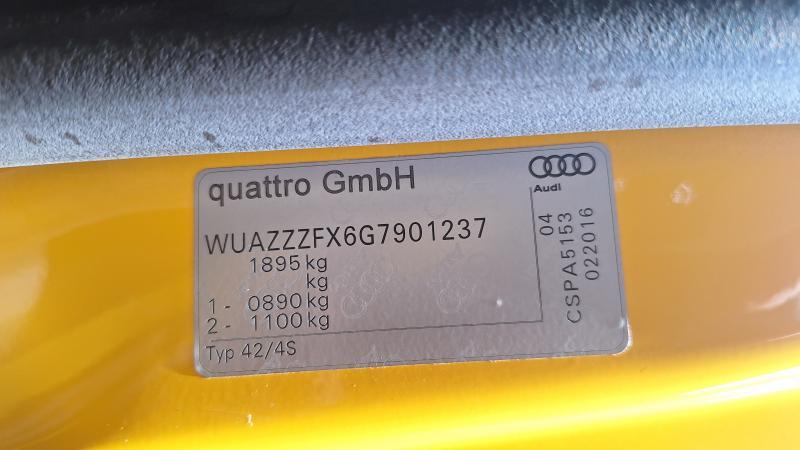 quattro GmbH
Audi
WUAZZZFX6G7901237
1895 kg
kg
1 - 0890 kg
2 - 1100 kg
Typ 42/4S
04
CSPA5153
022016